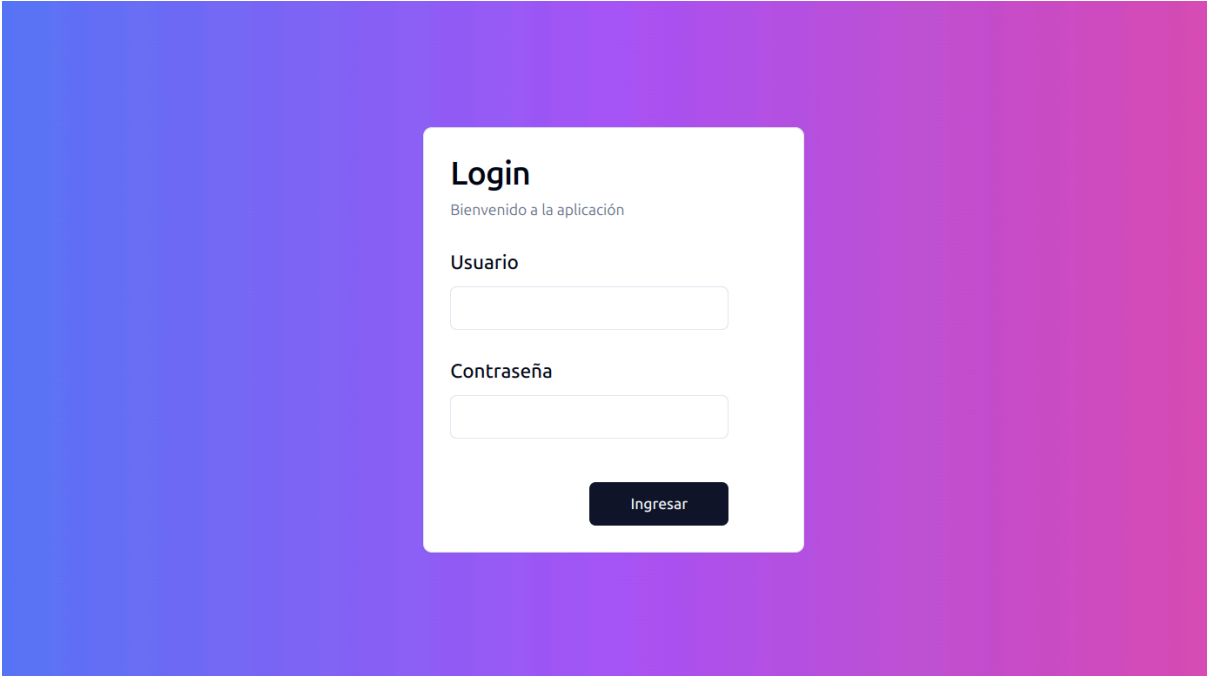 Login
Bienvenido a la aplicación
Usuario
Contraseña
Ingresar